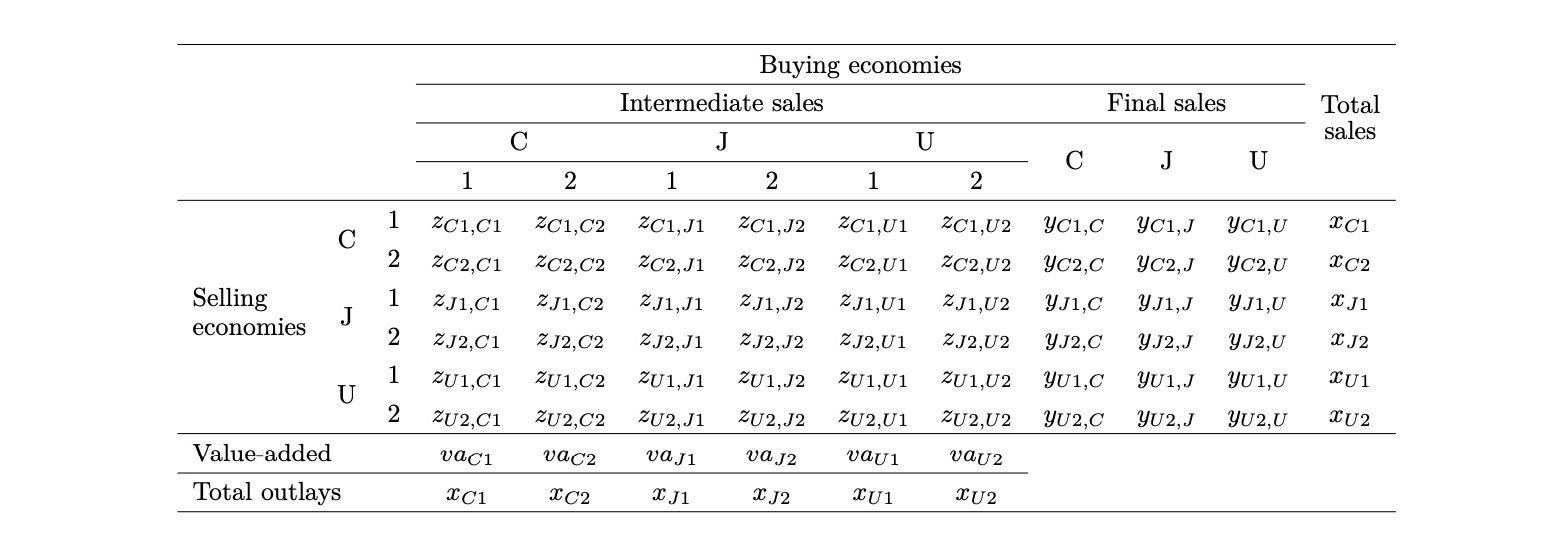 Buying economies
Intermediate sales Final sales Total sales
C J U C J U
1 2 1 2 1 2
Selling economies
C 1 z_{C1,C1} z_{C1,C2} z_{C1,J1} z_{C1,J2} z_{C1,U1} z_{C1,U2} y_{C1,C} y_{C1,J} y_{C1,U} x_{C1}
2 z_{C2,C1} z_{C2,C2} z_{C2,J1} z_{C2,J2} z_{C2,U1} z_{C2,U2} y_{C2,C} y_{C2,J} y_{C2,U} x_{C2}
J 1 z_{J1,C1} z_{J1,C2} z_{J1,J1} z_{J1,J2} z_{J1,U1} z_{J1,U2} y_{J1,C} y_{J1,J} y_{J1,U} x_{J1}
2 z_{J2,C1} z_{J2,C2} z_{J2,J1} z_{J2,J2} z_{J2,U1} z_{J2,U2} y_{J2,C} y_{J2,J} y_{J2,U} x_{J2}
U 1 z_{U1,C1} z_{U1,C2} z_{U1,J1} z_{U1,J2} z_{U1,U1} z_{U1,U2} y_{U1,C} y_{U1,J} y_{U1,U} x_{U1}
2 z_{U2,C1} z_{U2,C2} z_{U2,J1} z_{U2,J2} z_{U2,U1} z_{U2,U2} y_{U2,C} y_{U2,J} y_{U2,U} x_{U2}
Value-added va_{C1} va_{C2} va_{J1} va_{J2} va_{U1} va_{U2}
Total outlays x_{C1} x_{C2} x_{J1} x_{J2} x_{U1} x_{U2}